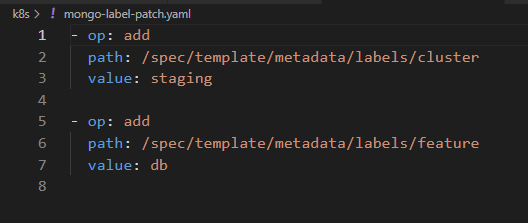 k8s > ! mongo-label-patch.yaml
1 - op: add
2   path: /spec/template/metadata/labels/cluster
3   value: staging
4
5 - op: add
6   path: /spec/template/metadata/labels/feature
7   value: db
8